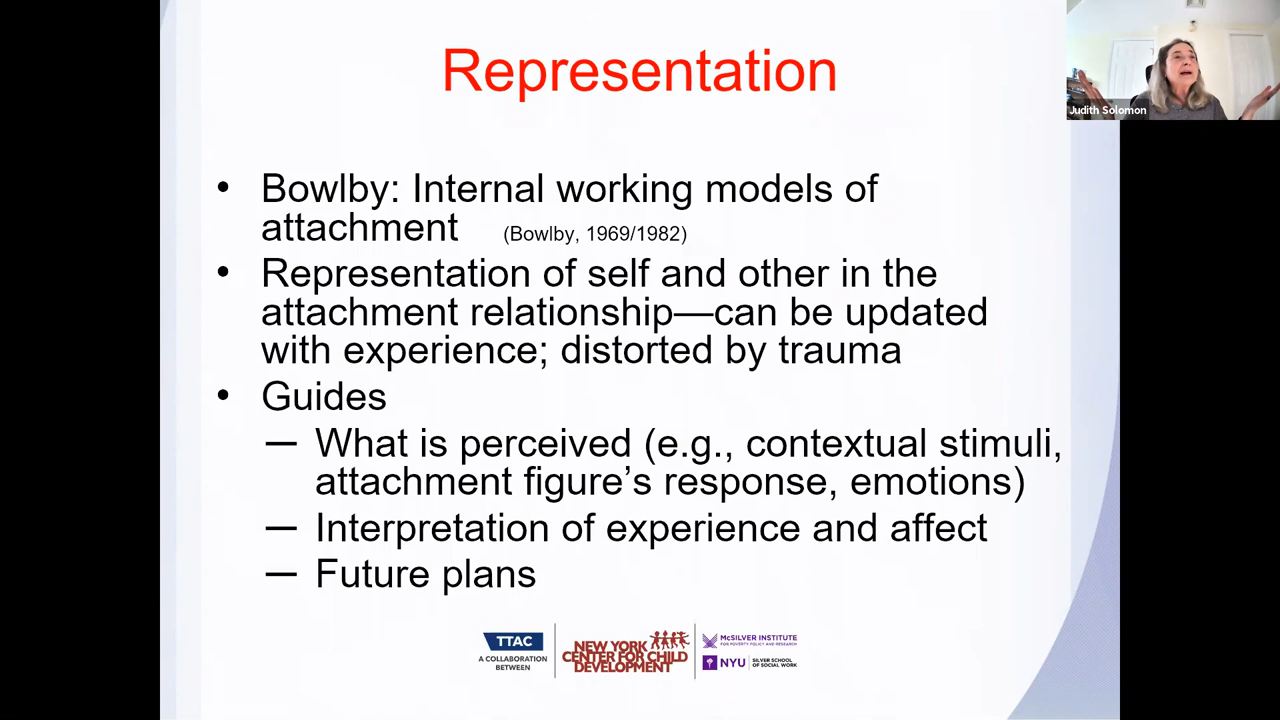 Representation
Judith Solomon
• Bowlby: Internal working models of
attachment (Bowlby, 1969/1982)
• Representation of self and other in the
attachment relationship—can be updated
with experience; distorted by trauma
• Guides
— What is perceived (e.g., contextual stimuli,
attachment figure’s response, emotions)
— Interpretation of experience and affect
— Future plans
TTAC
A COLLABORATION
BETWEEN
NEW YORK
CENTER FOR CHILD
DEVELOPMENT
McSILVER INSTITUTE
FOR POVERTY POLICY AND RESEARCH
NYU SILVER SCHOOL
OF SOCIAL WORK